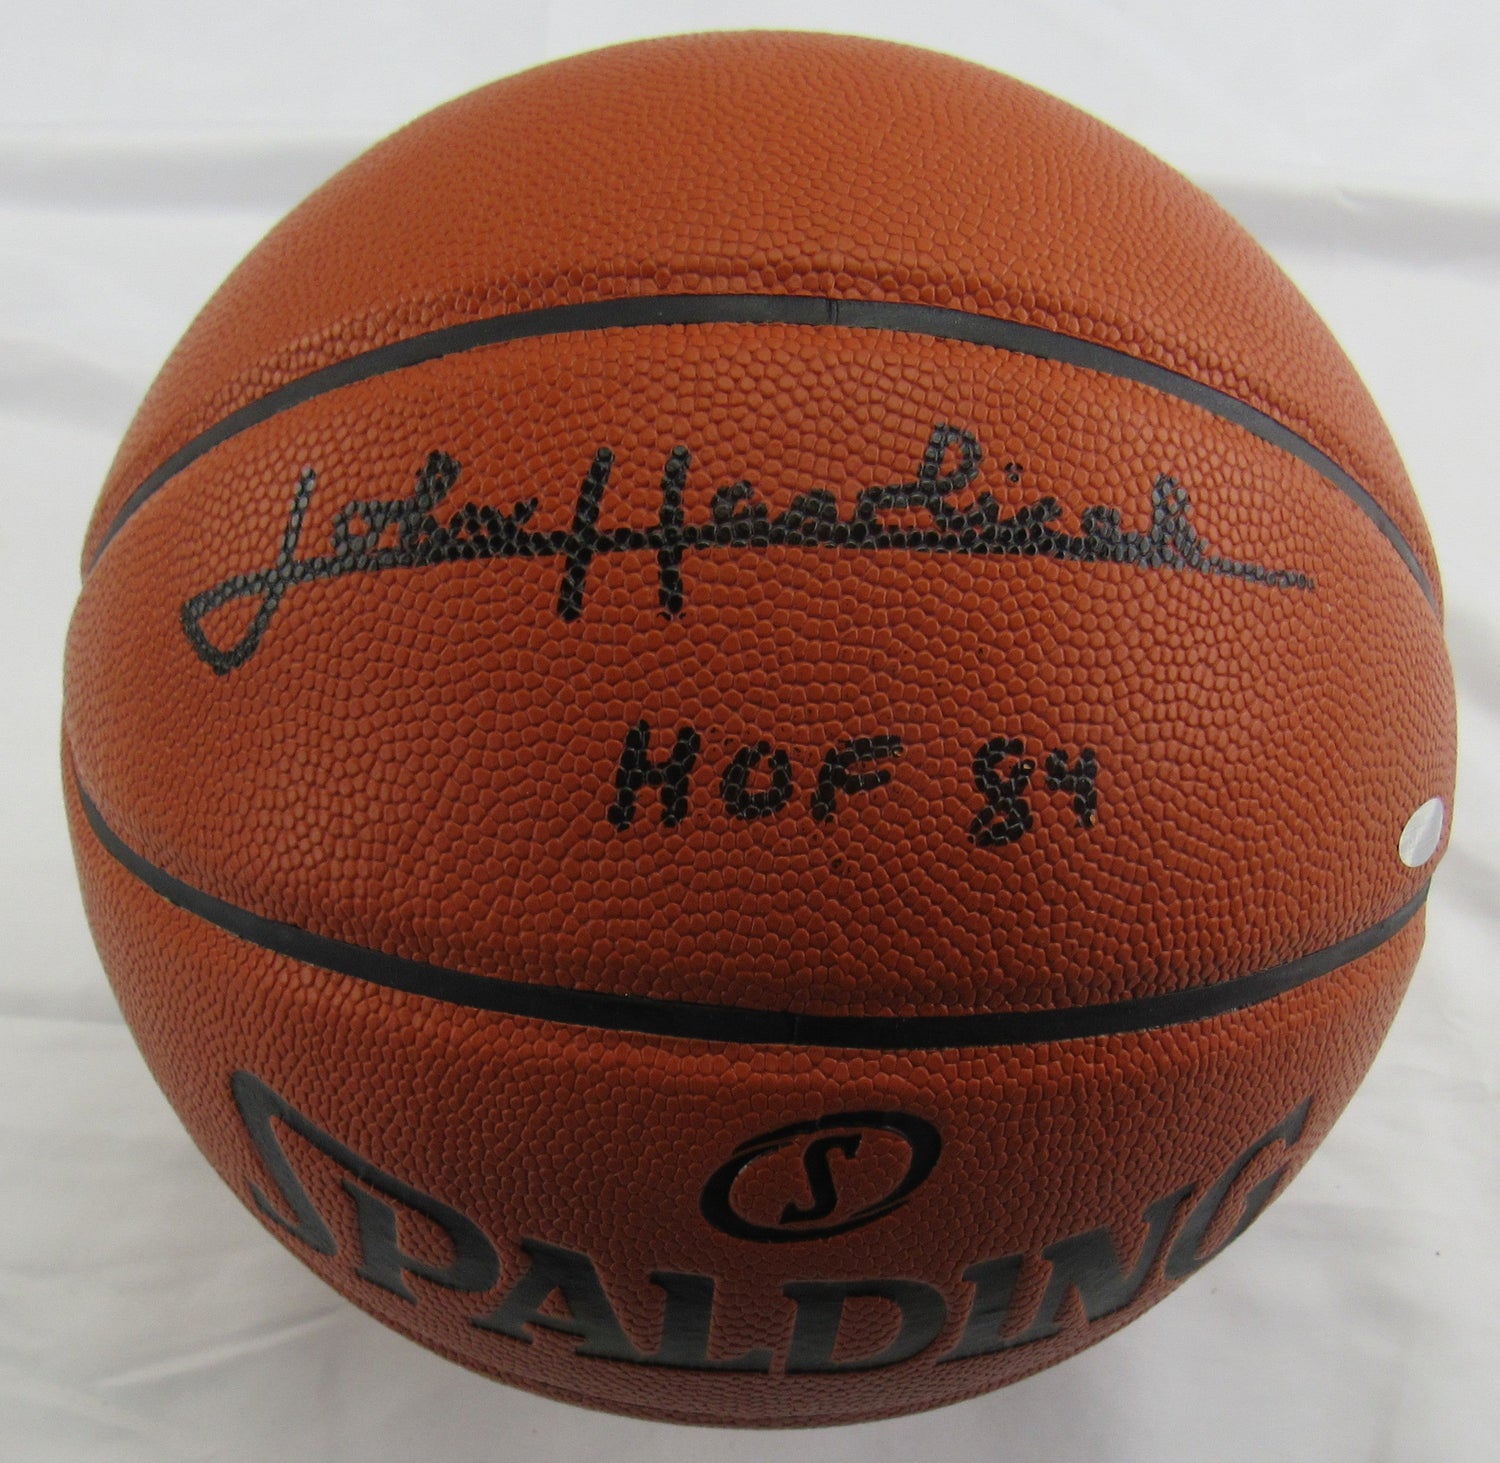 John Havlicek
HOF 84
S
SPALDING